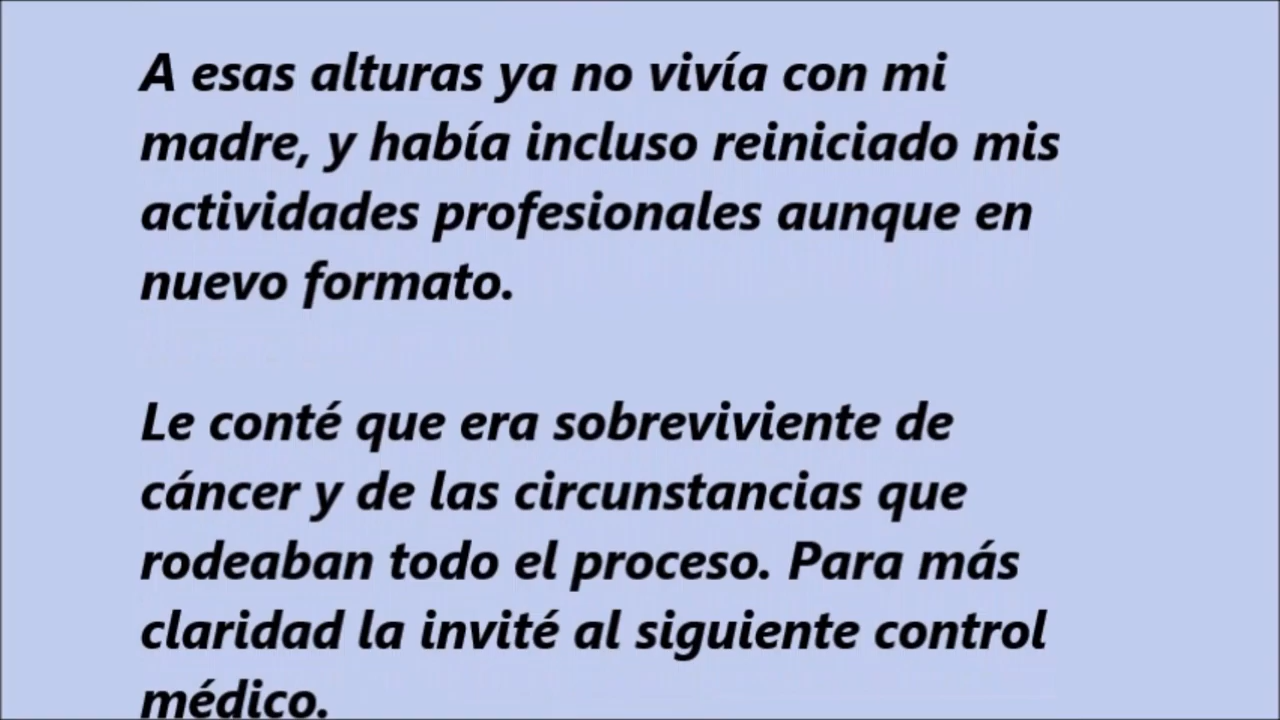 A esas alturas ya no vivía con mi
madre, y había incluso reiniciado mis
actividades profesionales aunque en
nuevo formato.
Le conté que era sobreviviente de
cáncer y de las circunstancias que
rodeaban todo el proceso. Para más
claridad la invité al siguiente control
médico.